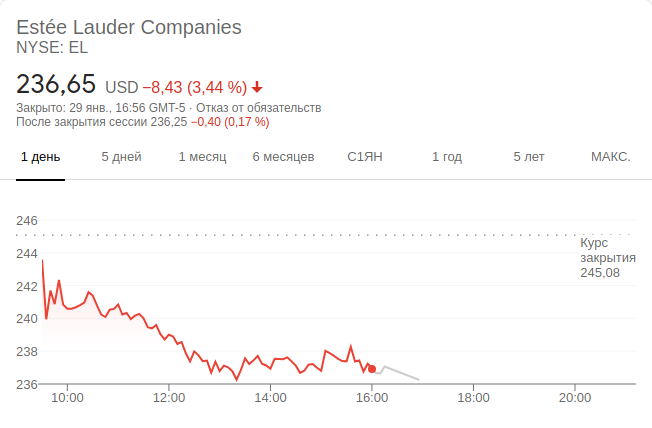 Estée Lauder Companies
NYSE: EL
236,65 USD −8,43 (3,44 %)
Закрыто: 29 янв., 16:56 GMT-5 · Отказ от обязательств
После закрытия сессии 236,25 −0,40 (0,17 %)
1 день 5 дней 1 месяц 6 месяцев С1ЯН 1 год 5 лет МАКС.
246
Курс
закрытия
245,08
244
242
240
238
236
10:00 12:00 14:00 16:00 18:00 20:00